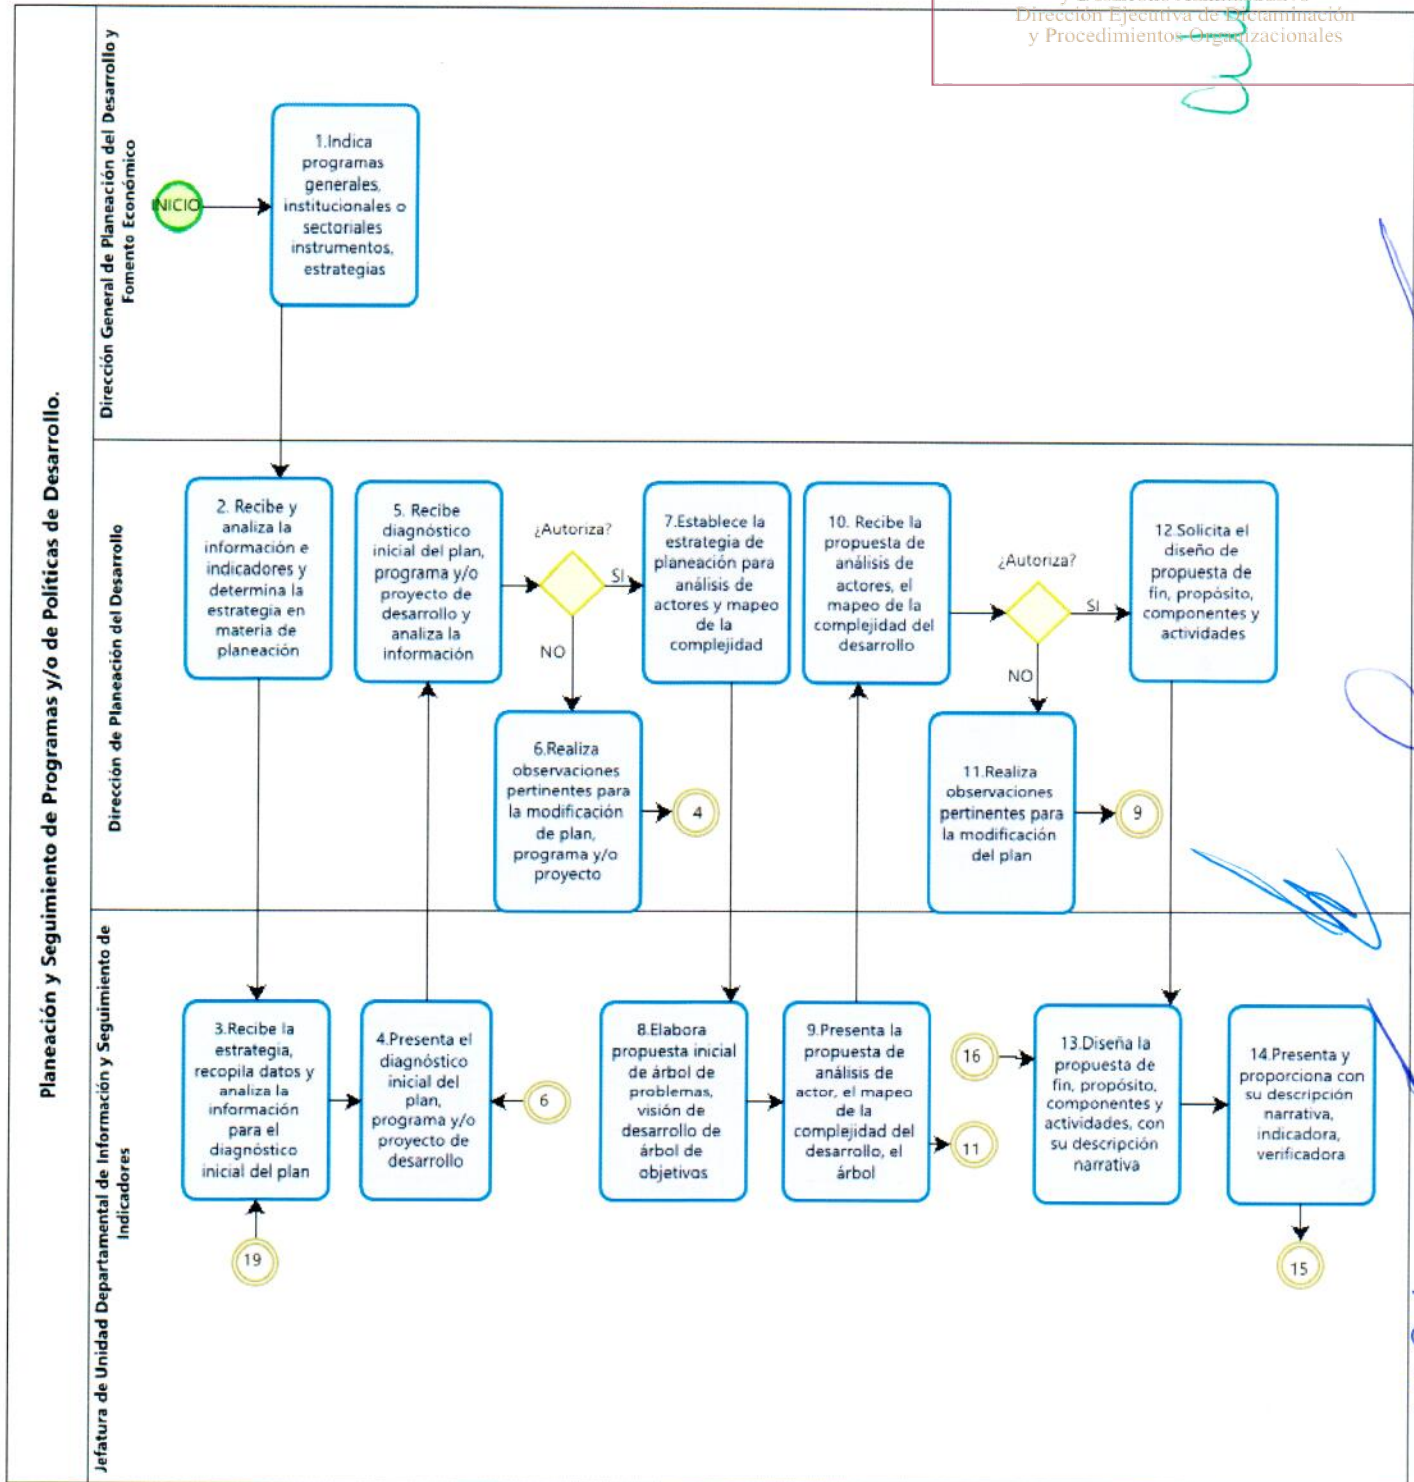 Dirección Ejecutiva de Dictaminación
y Procedimientos Organizacionales
Planeación y Seguimiento de Programas y/o de Políticas de Desarrollo.
Dirección General de Planeación del Desarrollo y
Fomento Económico
INICIO
1.Indica
programas
generales,
institucionales o
sectoriales
instrumentos,
estrategias
Dirección de Planeación del Desarrollo
2. Recibe y
analiza la
información e
indicadores y
determina la
estrategia en
materia de
planeación
5. Recibe
diagnóstico
inicial del plan,
programa y/o
proyecto de
desarrollo y
analiza la
información
¿Autoriza?
SI
NO
6.Realiza
observaciones
pertinentes para
la modificación
de plan,
programa y/o
proyecto
4
7.Establece la
estrategia de
planeación para
análisis de
actores y mapeo
de la
complejidad
10. Recibe la
propuesta de
análisis de
actores, el
mapeo de la
complejidad del
desarrollo
¿Autoriza?
SI
NO
11.Realiza
observaciones
pertinentes para
la modificación
del plan
9
12.Solicita el
diseño de
propuesta de
fin, propósito,
componentes y
actividades
Jefatura de Unidad Departamental de Información y Seguimiento de
Indicadores
3.Recibe la
estrategia,
recopila datos y
analiza la
información
para el
diagnóstico
inicial del plan
19
4.Presenta el
diagnóstico
inicial del
plan,
programa y/o
proyecto de
desarrollo
6
8.Elabora
propuesta inicial
de árbol de
problemas,
visión de
desarrollo de
árbol de
objetivos
9.Presenta la
propuesta de
análisis de
actor, el mapeo
de la
complejidad del
desarrollo, el
árbol
11
16
13.Diseña la
propuesta de
fin, propósito,
componentes y
actividades, con
su descripción
narrativa
14.Presenta y
proporciona con
su descripción
narrativa,
indicadora,
verificadora
15